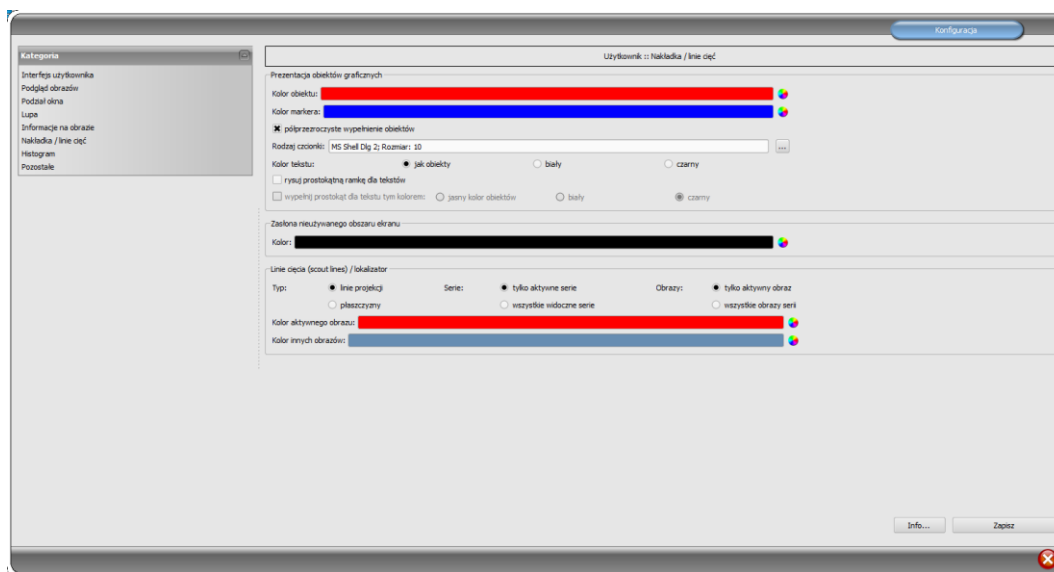 Konfiguracja
Kategoria
Interfejs użytkownika
Podgląd obrazów
Podział okna
Lupa
Informacje na obrazie
Nakładka / linie cięć
Histogram
Pozostałe
Użytkownik :: Nakładka / linie cięć
Prezentacja obiektów graficznych
Kolor obiektu:
Kolor markera:
półprzezroczyste wypełnienie obiektów
Rodzaj czcionki: MS Shell Dlg 2; Rozmiar: 10 ...
Kolor tekstu: jak obiekty biały czarny
rysuj prostokątną ramkę dla tekstów
wypełnij prostokąt dla tekstu tym kolorem: jasny kolor obiektów biały czarny
Zasłona nieużywanego obszaru ekranu
Kolor:
Linie cięcia (scout lines) / lokalizator
Typ: linie projekcji Serie: tylko aktywne serie Obrazy: tylko aktywny obraz
płaszczyzny wszystkie widoczne serie wszystkie obrazy serii
Kolor aktywnego obrazu:
Kolor innych obrazów:
Info... Zapisz